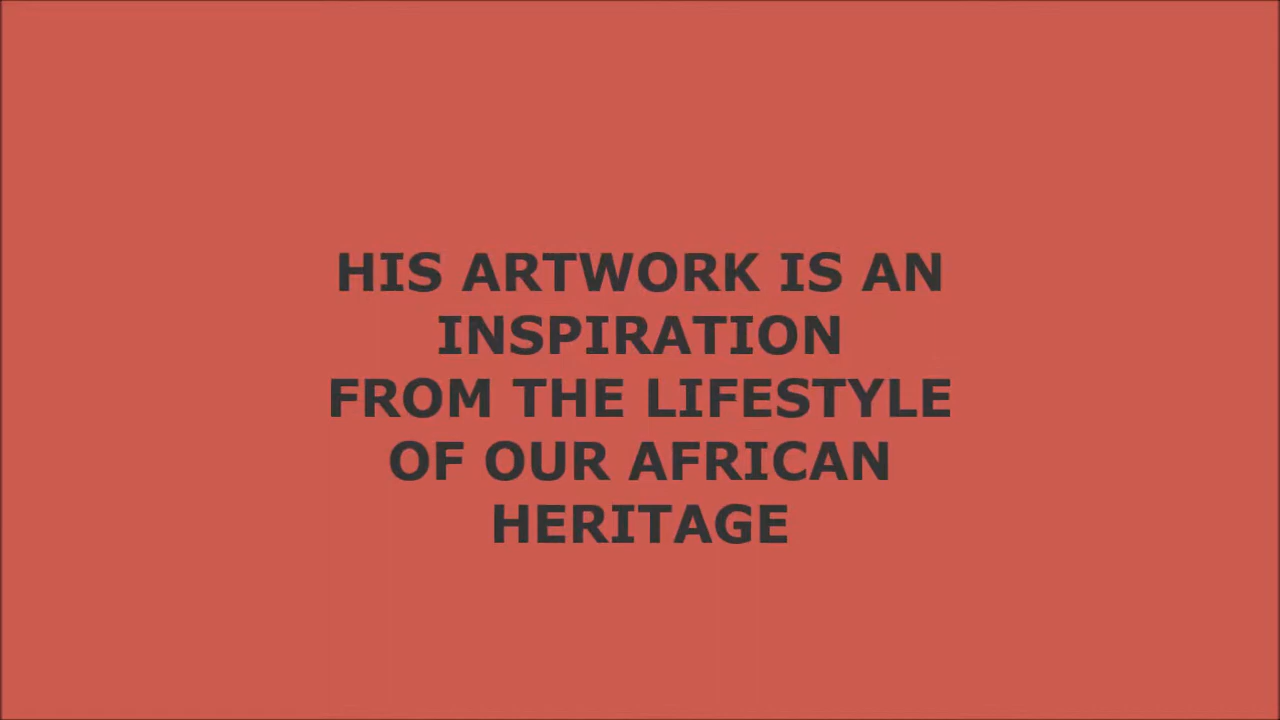 HIS ARTWORK IS AN
INSPIRATION
FROM THE LIFESTYLE
OF OUR AFRICAN
HERITAGE